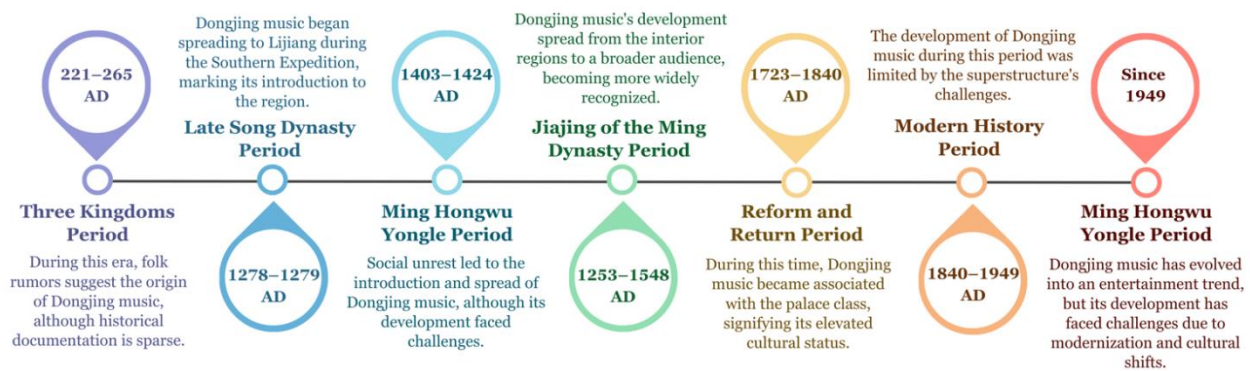 221–265
AD
Three Kingdoms
Period
During this era, folk
rumors suggest the origin
of Dongjing music,
although historical
documentation is sparse.
Dongjing music began
spreading to Lijiang during
the Southern Expedition,
marking its introduction to
the region.
Late Song Dynasty
Period
1278–1279
AD
1403–1424
AD
Ming Hongwu
Yongle Period
Social unrest led to the
introduction and spread of
Dongjing music, although its
development faced
challenges.
Dongjing music's development
spread from the interior
regions to a broader audience,
becoming more widely
recognized.
Jiajing of the Ming
Dynasty Period
1253–1548
AD
1723–1840
AD
Reform and
Return Period
During this time, Dongjing
music became associated
with the palace class,
signifying its elevated
cultural status.
The development of Dongjing
music during this period was
limited by the superstructure's
challenges.
Modern History
Period
1840–1949
AD
Since
1949
Ming Hongwu
Yongle Period
Dongjing music has evolved
into an entertainment trend,
but its development has
faced challenges due to
modernization and cultural
shifts.